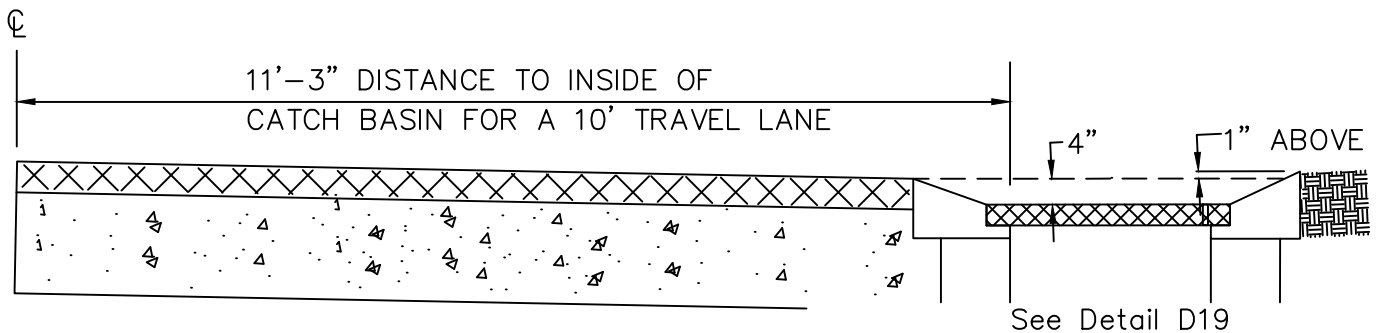 ℄
11'-3" DISTANCE TO INSIDE OF
CATCH BASIN FOR A 10' TRAVEL LANE
4"
1" ABOVE
See Detail D19